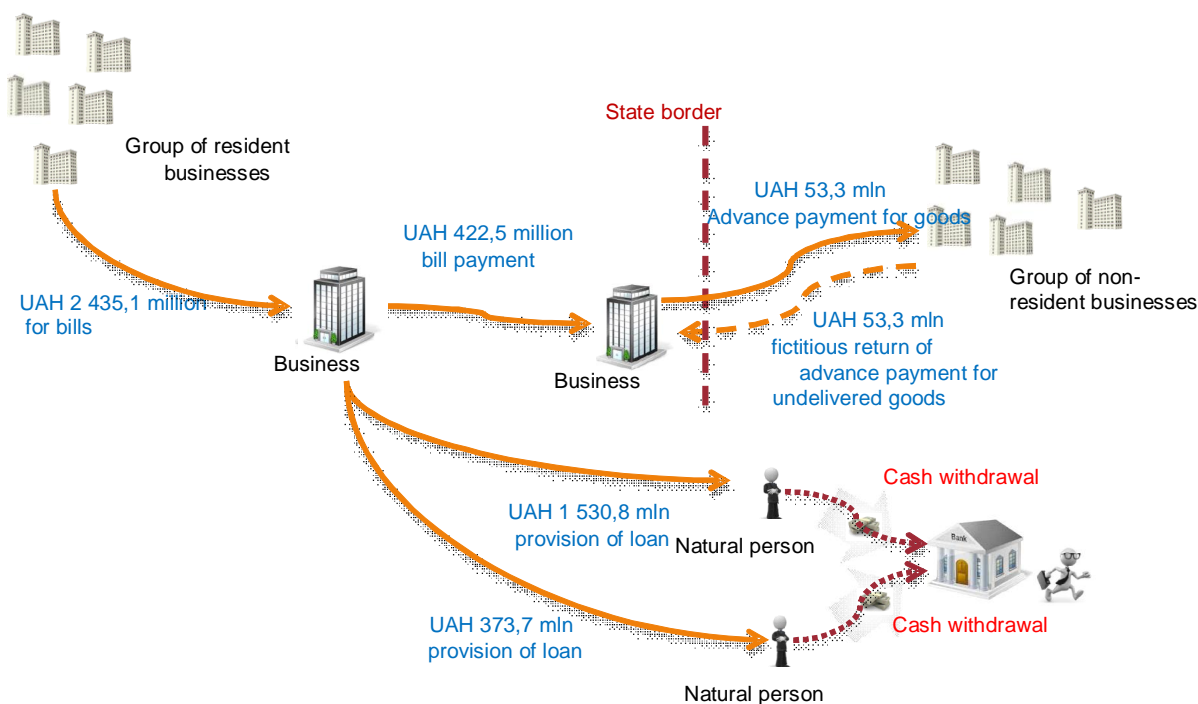 State border
Group of resident
businesses
UAH 53,3 mln
Advance payment for goods
UAH 422,5 million
bill payment
Group of non-
resident businesses
UAH 2 435,1 million
for bills
UAH 53,3 mln
fictitious return of
advance payment for
undelivered goods
Business
Business
Cash withdrawal
UAH 1 530,8 mln
provision of loan
Natural person
Bank
UAH 373,7 mln
provision of loan
Cash withdrawal
Natural person